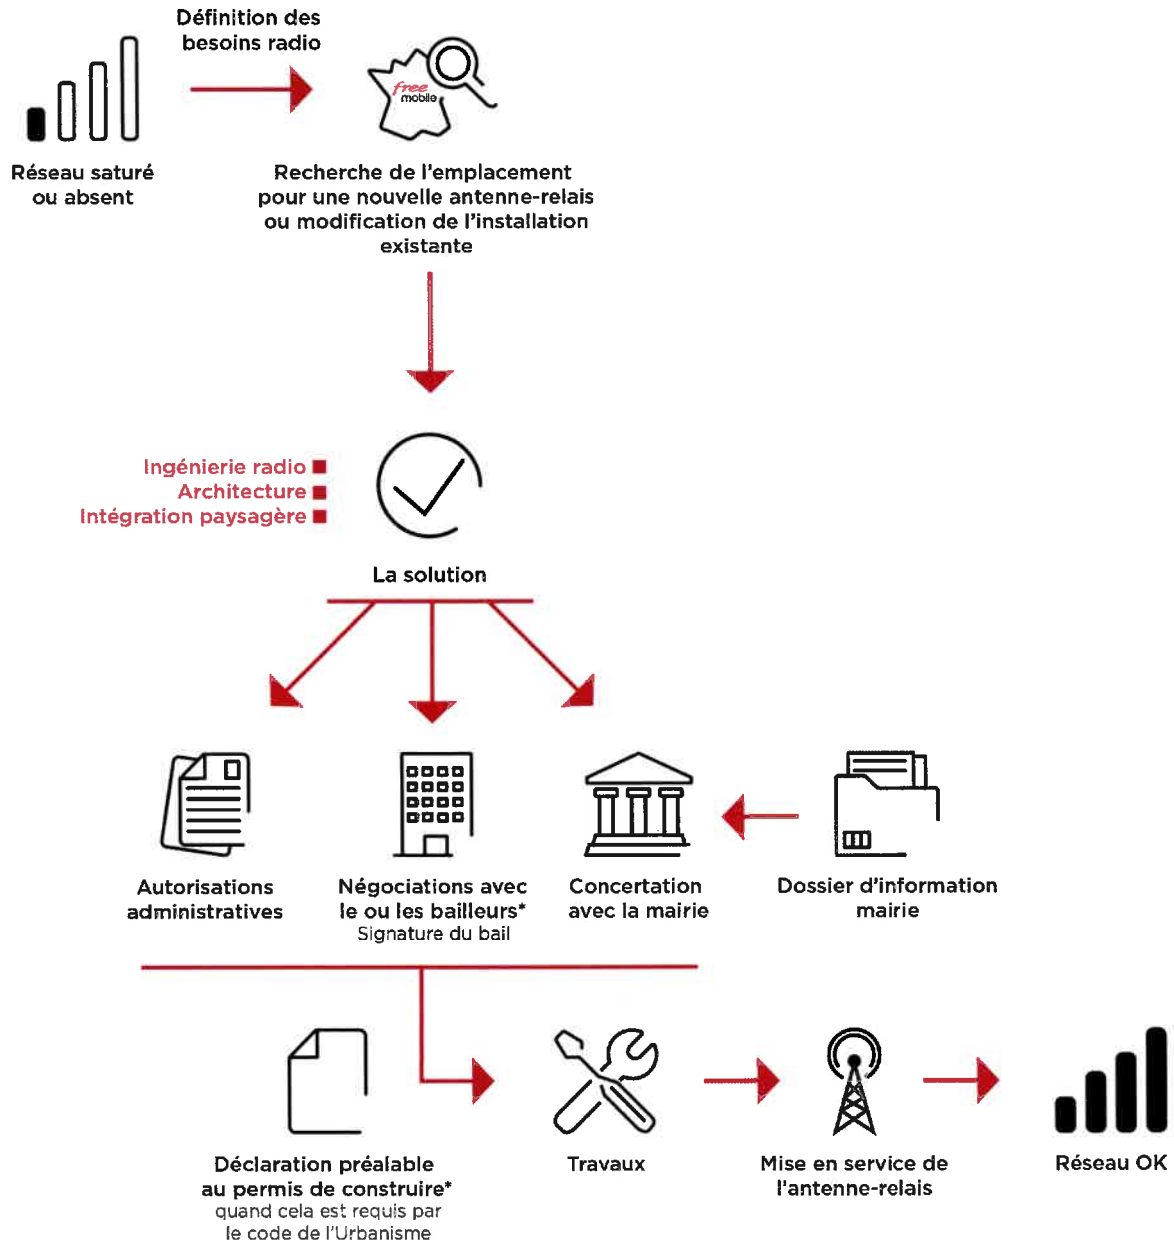 Définition des
besoins radio
free
mobile
Réseau saturé
ou absent
Recherche de l'emplacement
pour une nouvelle antenne-relais
ou modification de l'installation
existante
Ingénierie radio
Architecture
Intégration paysagère
La solution
Autorisations
administratives
Négociations avec
le ou les bailleurs*
Signature du bail
Concertation
avec la mairie
Dossier d'information
mairie
Déclaration préalable
au permis de construire*
quand cela est requis par
le code de l'Urbanisme
Travaux
Mise en service de
l'antenne-relais
Réseau OK